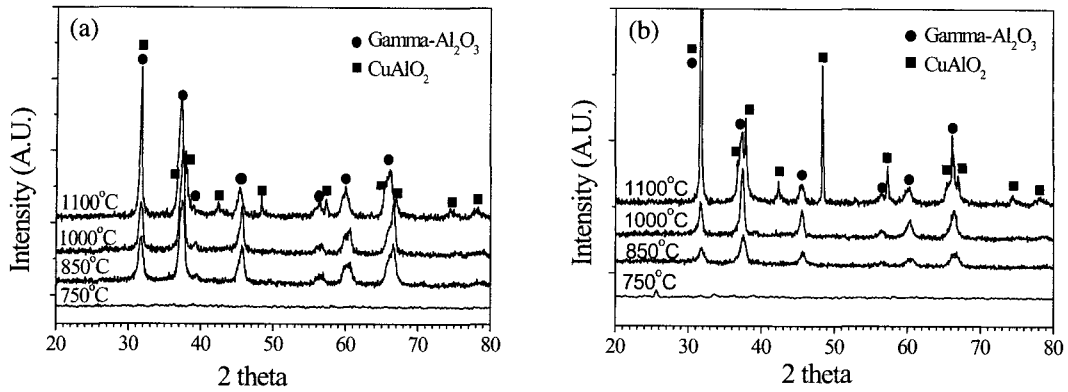 (a)
Gamma-Al₂O₃
CuAlO₂
Intensity (A.U.)
1100°C
1000°C
850°C
750°C
20 30 40 50 60 70 80
2 theta
(b)
Gamma-Al₂O₃
CuAlO₂
Intensity (A.U.)
1100°C
1000°C
850°C
750°C
20 30 40 50 60 70 80
2 theta